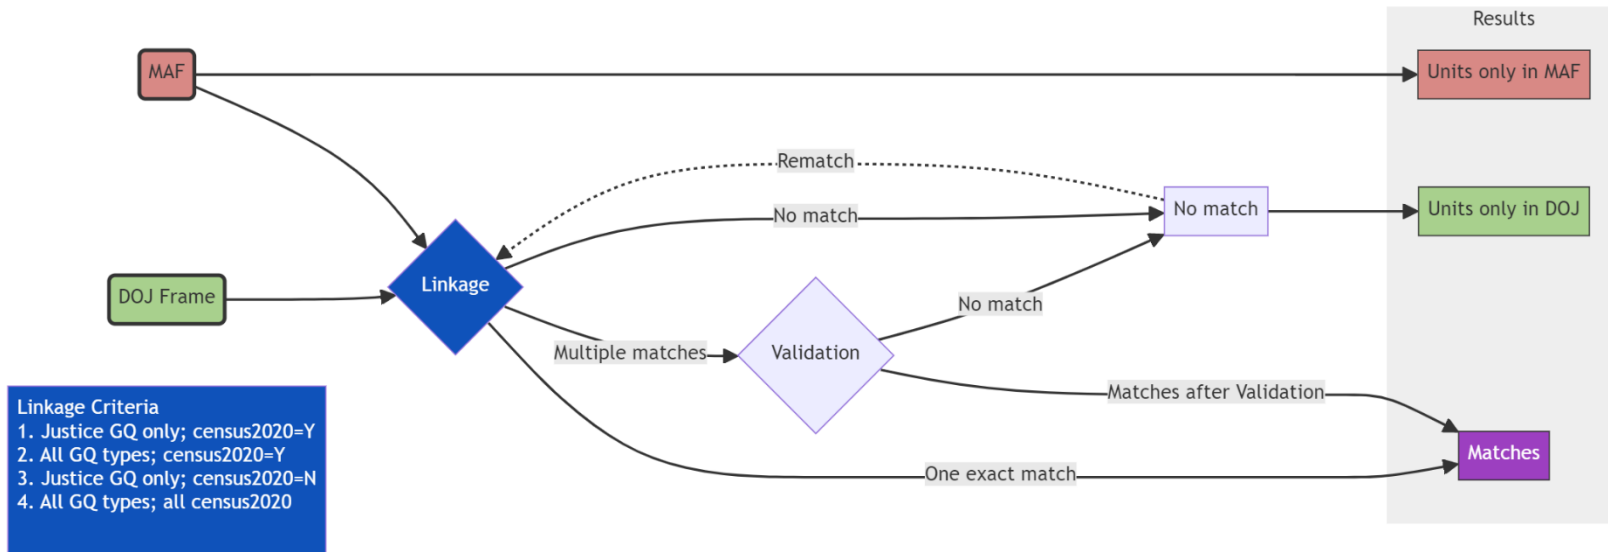 Results
MAF
Units only in MAF
Rematch
No match
No match
Units only in DOJ
Linkage
DOJ Frame
No match
Multiple matches
Validation
Matches after Validation
Linkage Criteria
1. Justice GQ only; census2020=Y
2. All GQ types; census2020=Y
3. Justice GQ only; census2020=N
4. All GQ types; all census2020
Matches
One exact match